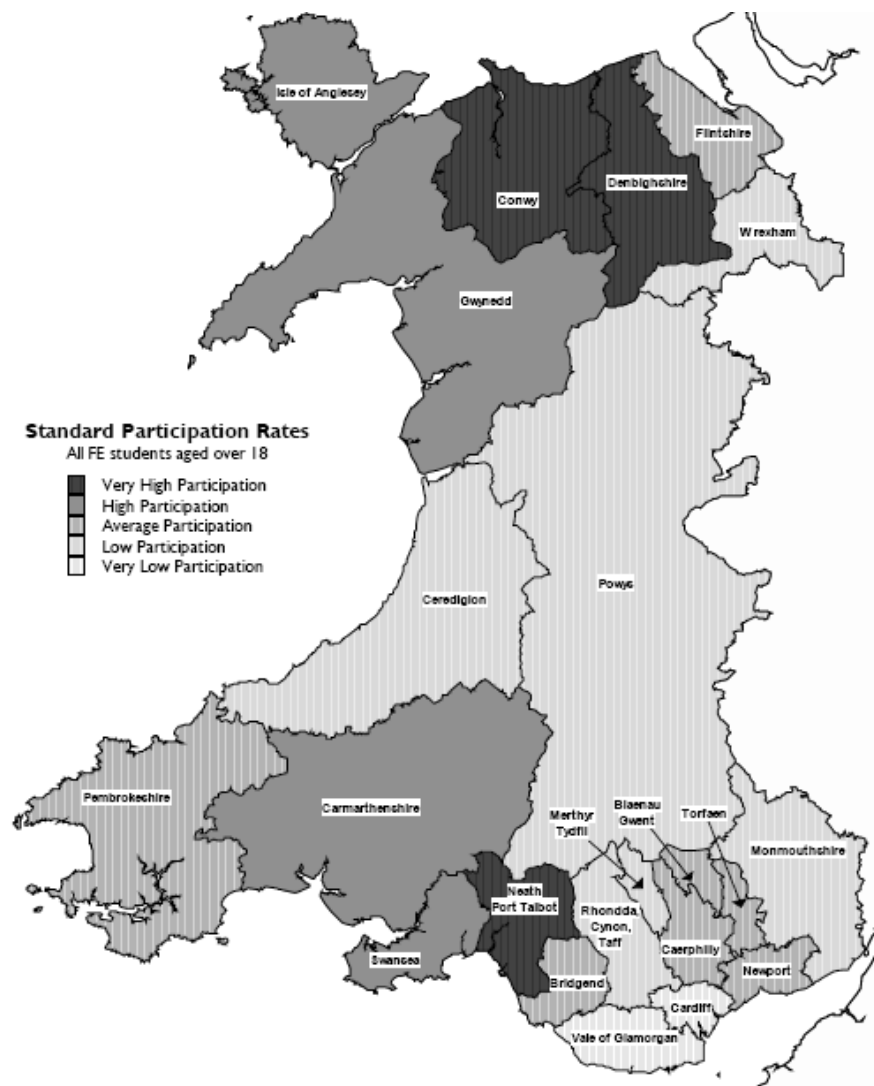 Isle of Anglesey
Flintshire
Denbighshire
Conwy
Wrexham
Gwynedd
Standard Participation Rates
All FE students aged over 18
Very High Participation
High Participation
Average Participation
Low Participation
Very Low Participation
Powys
Ceredigion
Pembrokeshire
Carmarthenshire
Merthyr
Tydfil
Blaenau
Gwent
Torfaen
Monmouthshire
Neath
Port Talbot
Rhondda,
Cynon,
Taff
Caerphilly
Swansea
Bridgend
Newport
Cardiff
Vale of Glamorgan